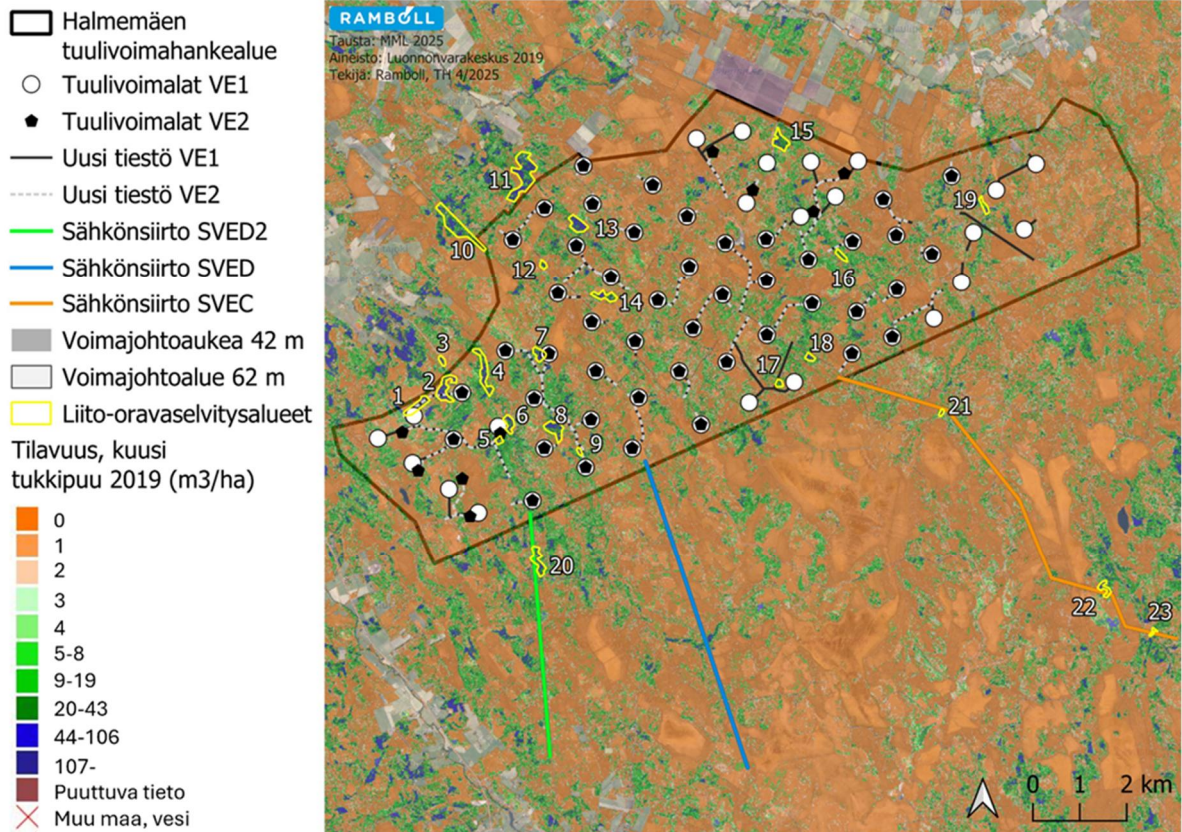 Halmemäen
tuulivoimahankealue
Tuulivoimalat VE1
Tuulivoimalat VE2
Uusi tiestö VE1
Uusi tiestö VE2
Sähkönsiirto SVED2
Sähkönsiirto SVED
Sähkönsiirto SVEC
Voimajohtoaukea 42 m
Voimajohtoalue 62 m
Liito-oravaselvitysalueet
Tilavuus, kuusi
tukkipuu 2019 (m3/ha)
0
1
2
3
4
5-8
9-19
20-43
44-106
107-
Puuttuva tieto
Muu maa, vesi
RAMBOLL
Tausta: MML 2025
Aineisto: Luonnonvarakeskus 2019
Tekijä: Ramboll, TH 4/2025
15
11
19
13
10
12
16
14
7
3
18
4
17
2
1
21
6
8
5
9
20
22
23
0 1 2 km